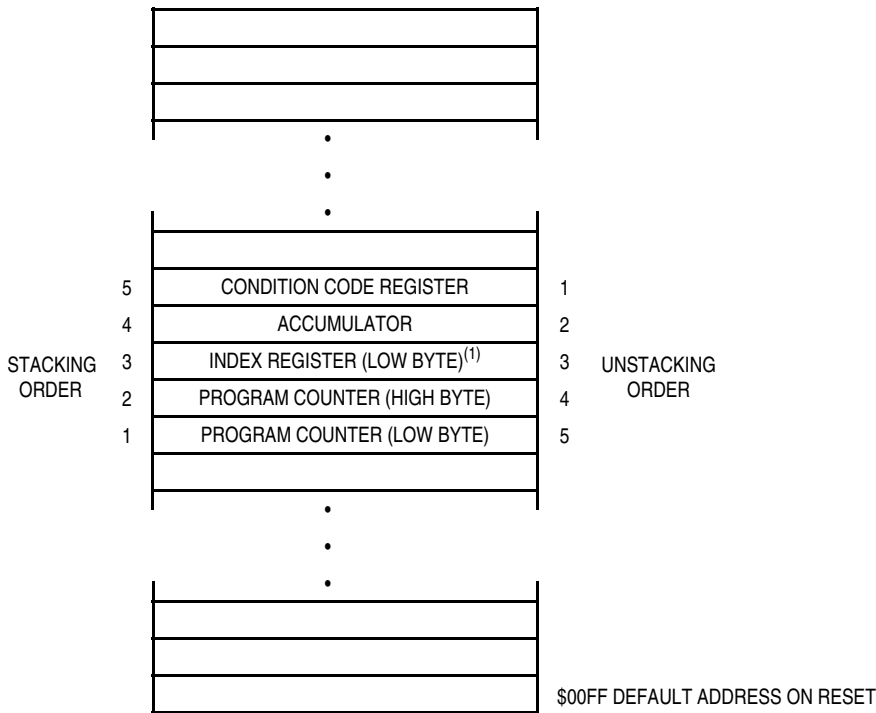 5 CONDITION CODE REGISTER 1
4 ACCUMULATOR 2
STACKING ORDER
3 INDEX REGISTER (LOW BYTE)(1) 3
UNSTACKING ORDER
2 PROGRAM COUNTER (HIGH BYTE) 4
1 PROGRAM COUNTER (LOW BYTE) 5
$00FF DEFAULT ADDRESS ON RESET